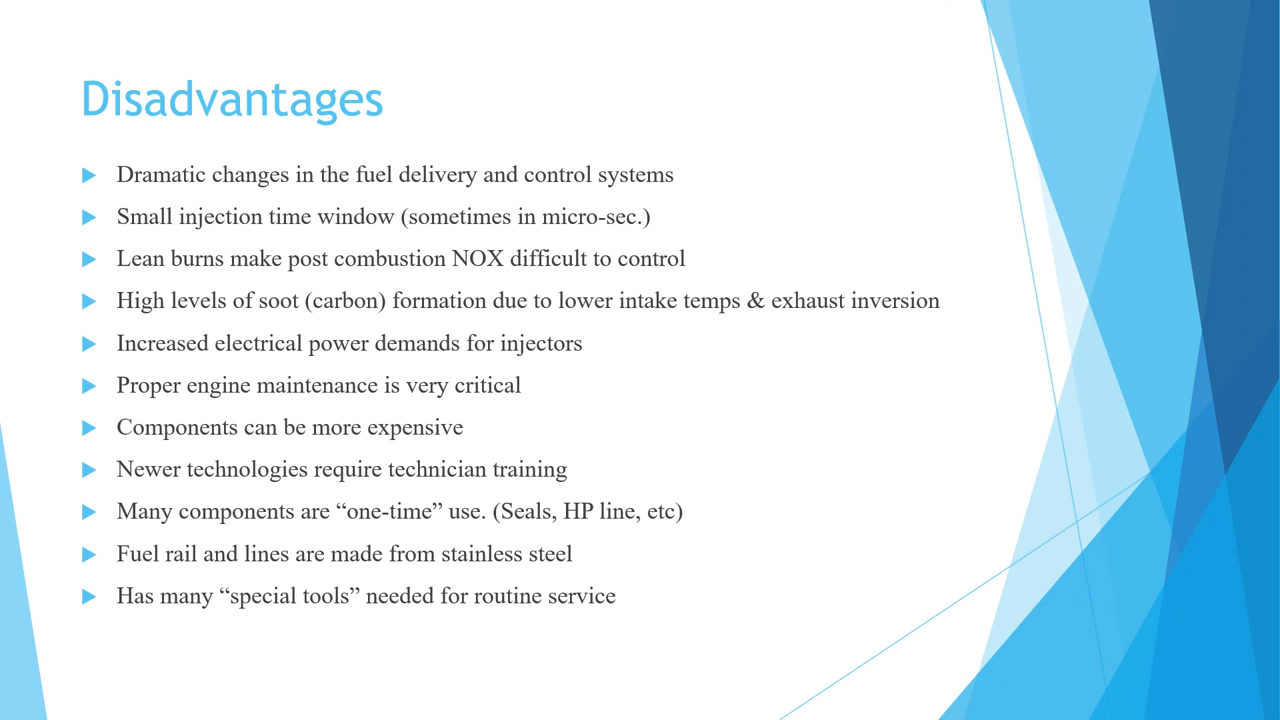 Disadvantages
Dramatic changes in the fuel delivery and control systems
Small injection time window (sometimes in micro-sec.)
Lean burns make post combustion NOX difficult to control
High levels of soot (carbon) formation due to lower intake temps & exhaust inversion
Increased electrical power demands for injectors
Proper engine maintenance is very critical
Components can be more expensive
Newer technologies require technician training
Many components are “one-time” use. (Seals, HP line, etc)
Fuel rail and lines are made from stainless steel
Has many “special tools” needed for routine service